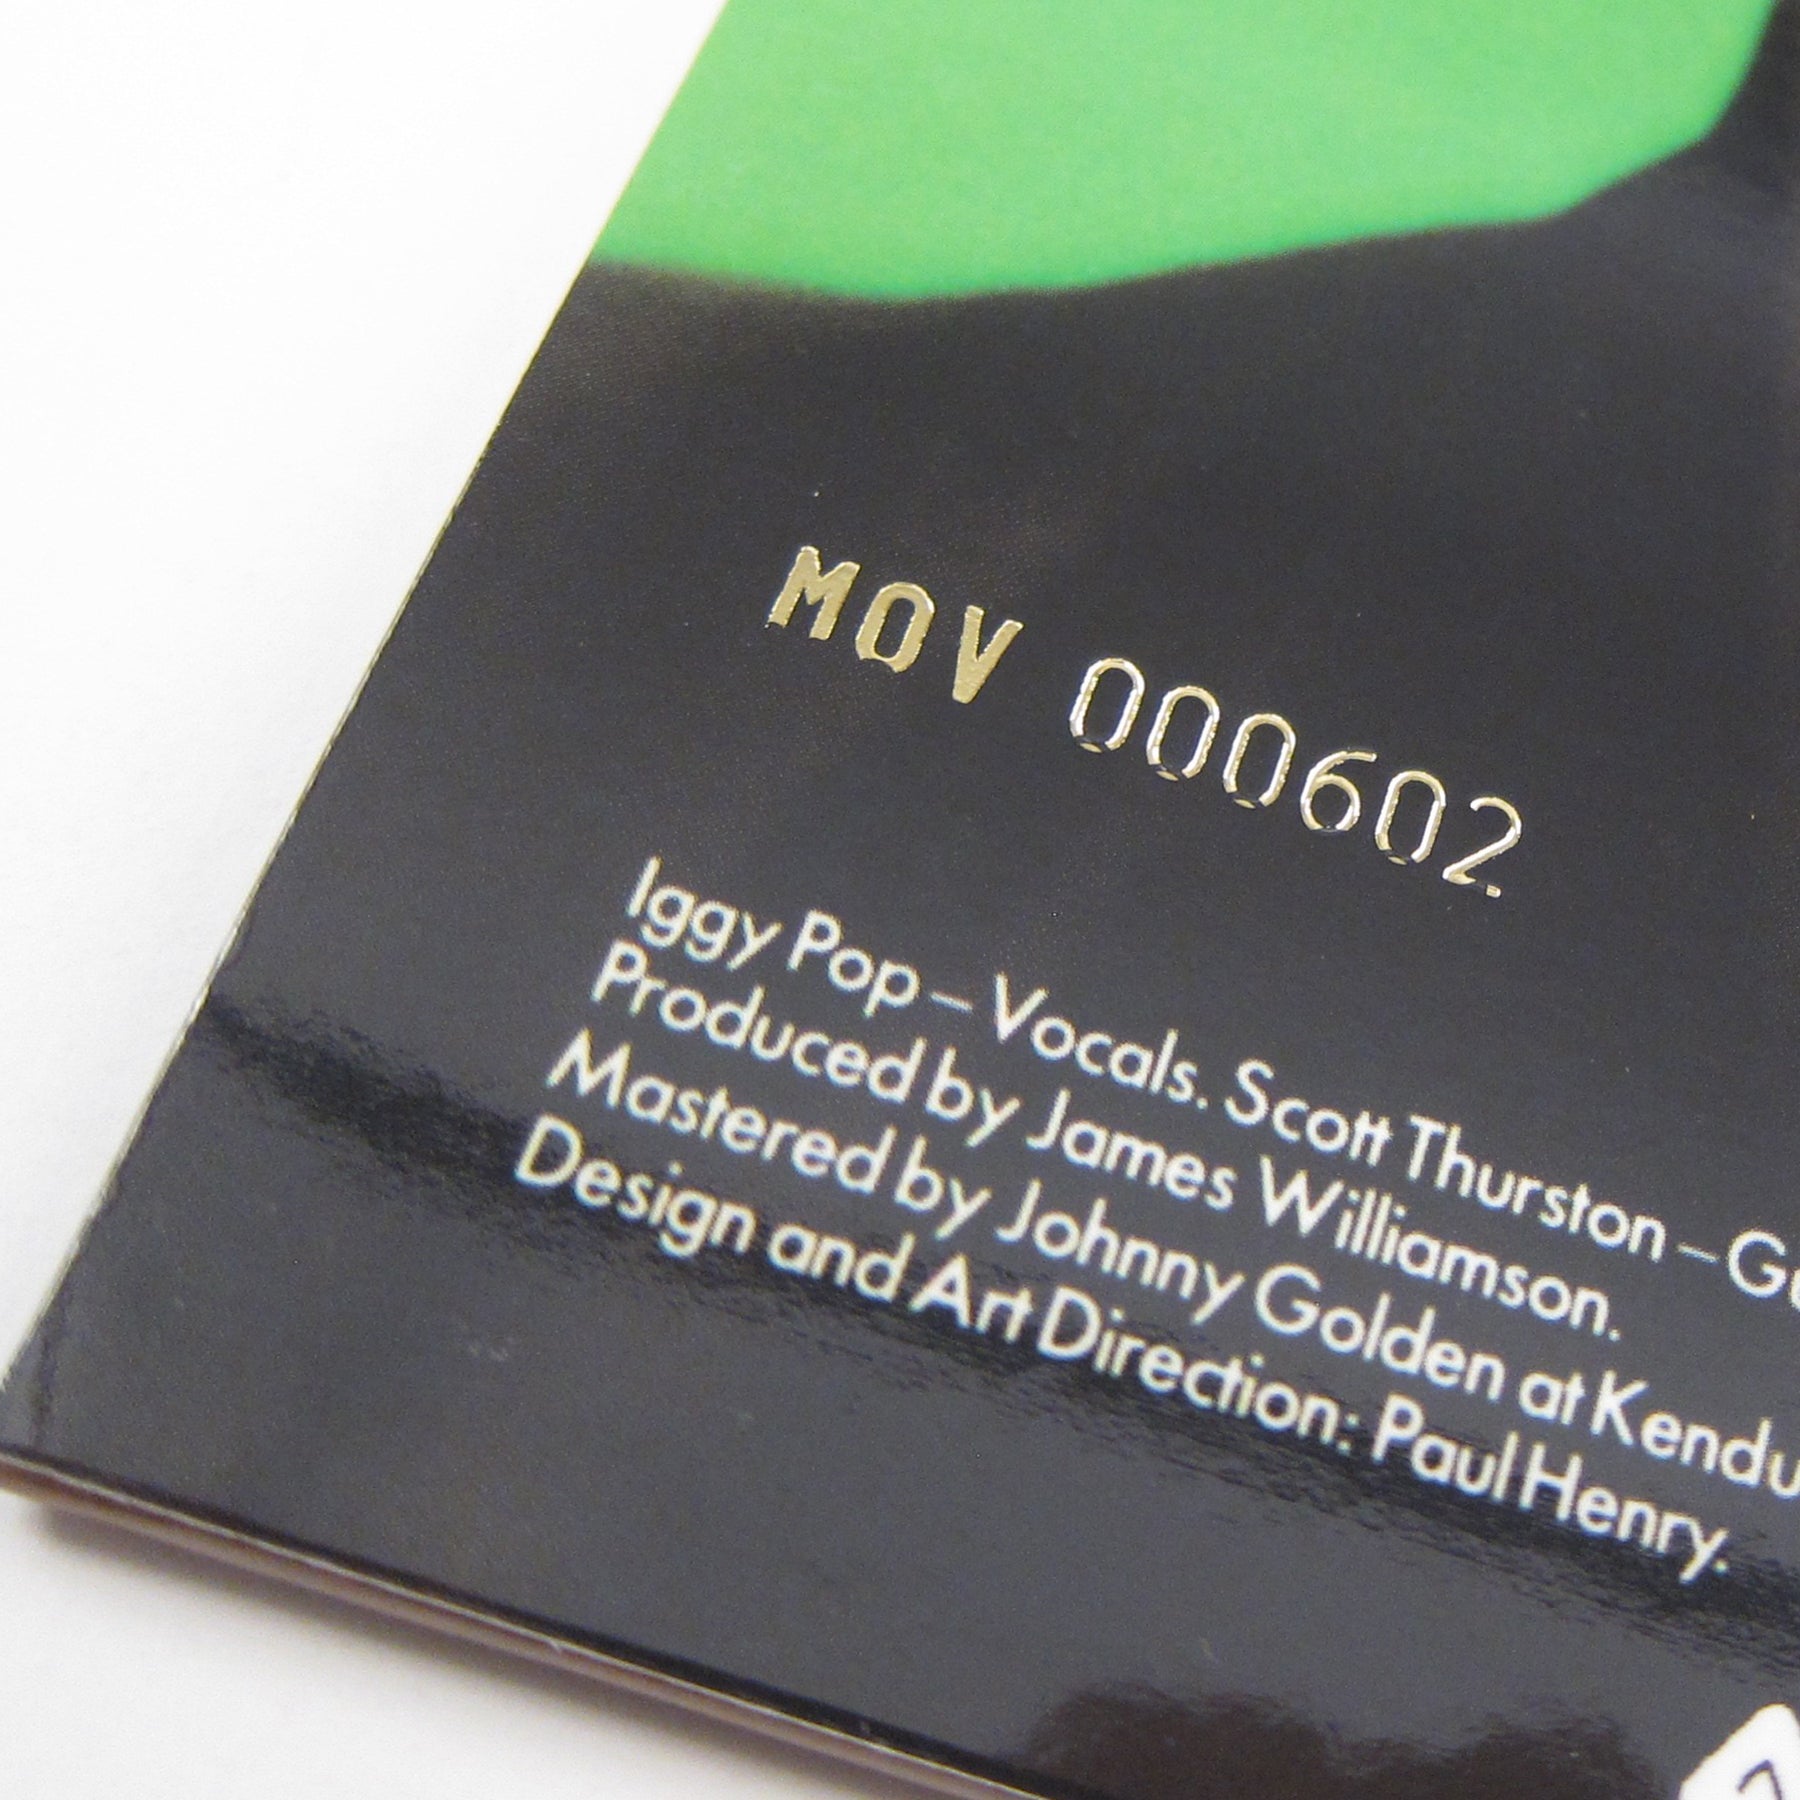 MOV 000602
Iggy Pop – Vocals. Scott Thurston –
Produced by James Williamson.
Mastered by Johnny Golden at
Design and Art Direction: Paul Henry.